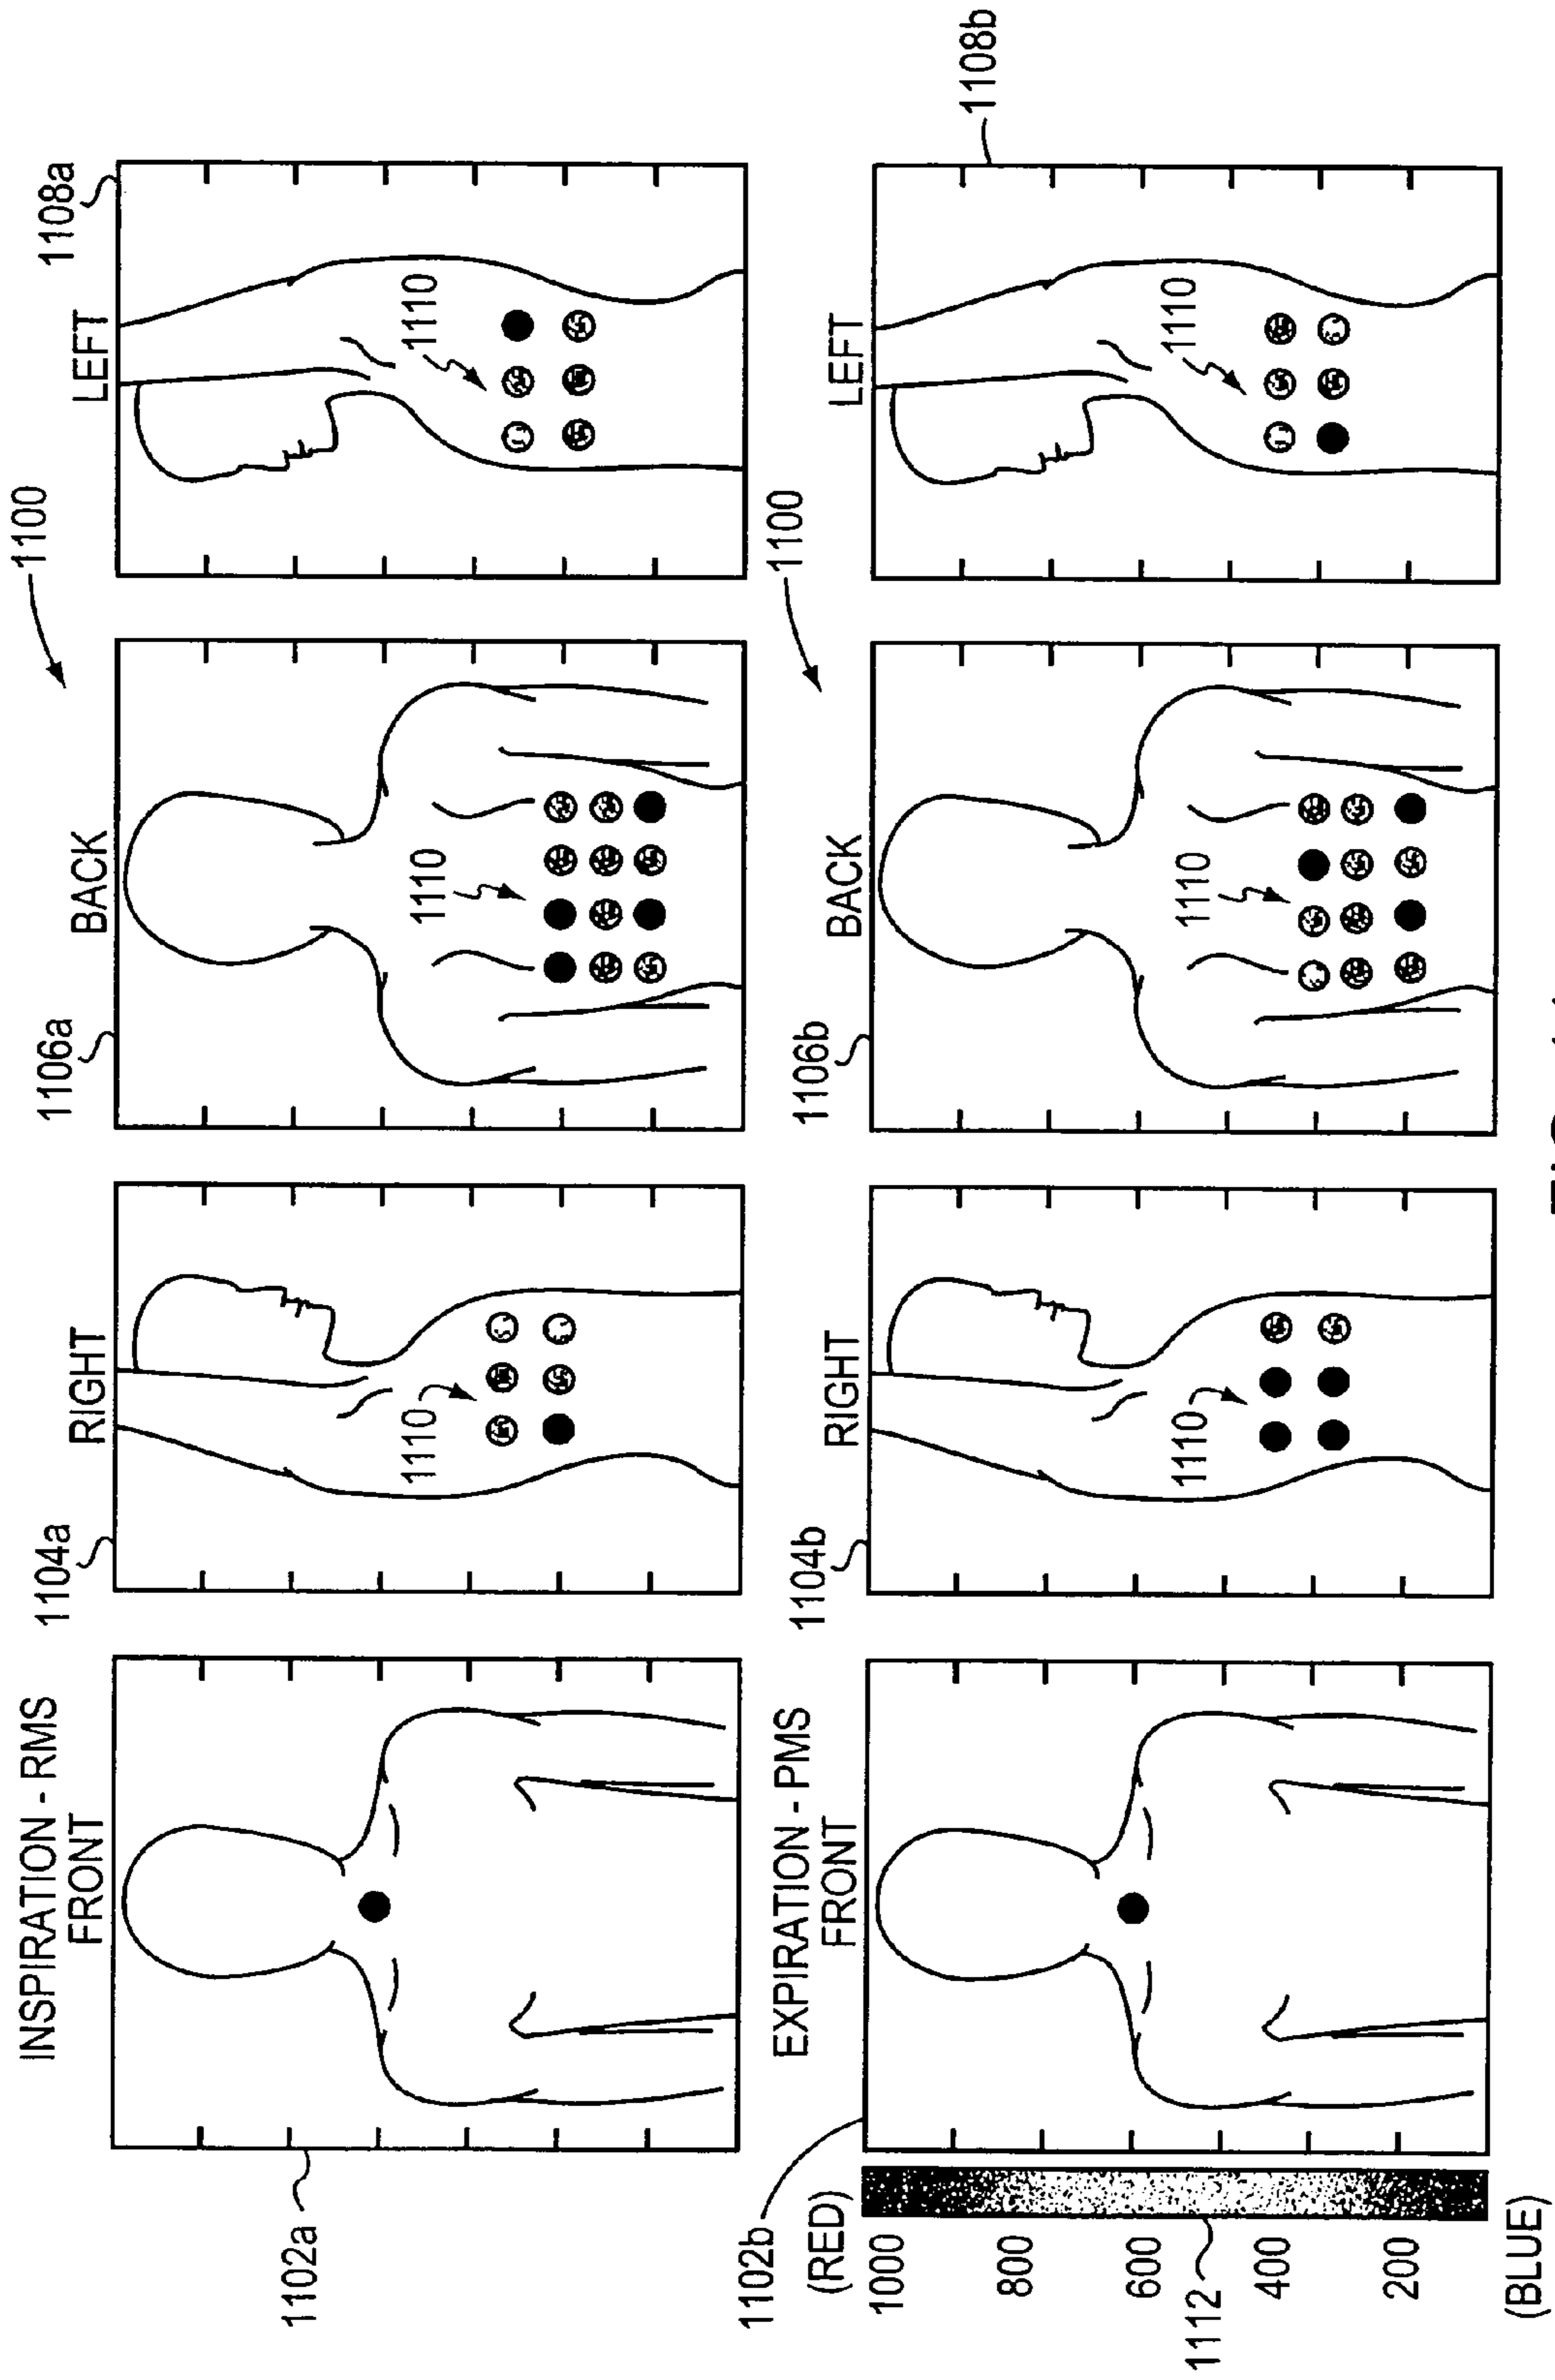 1100
INSPIRATION - RMS
FRONT
RIGHT
BACK
LEFT
1102a
1104a
1106a
1108a
1110
1110
1110
1100
EXPIRATION - PMS
FRONT
RIGHT
BACK
LEFT
1102b
1104b
1106b
1108b
1110
1110
1110
(RED)
1000
800
600
400
200
(BLUE)
1112